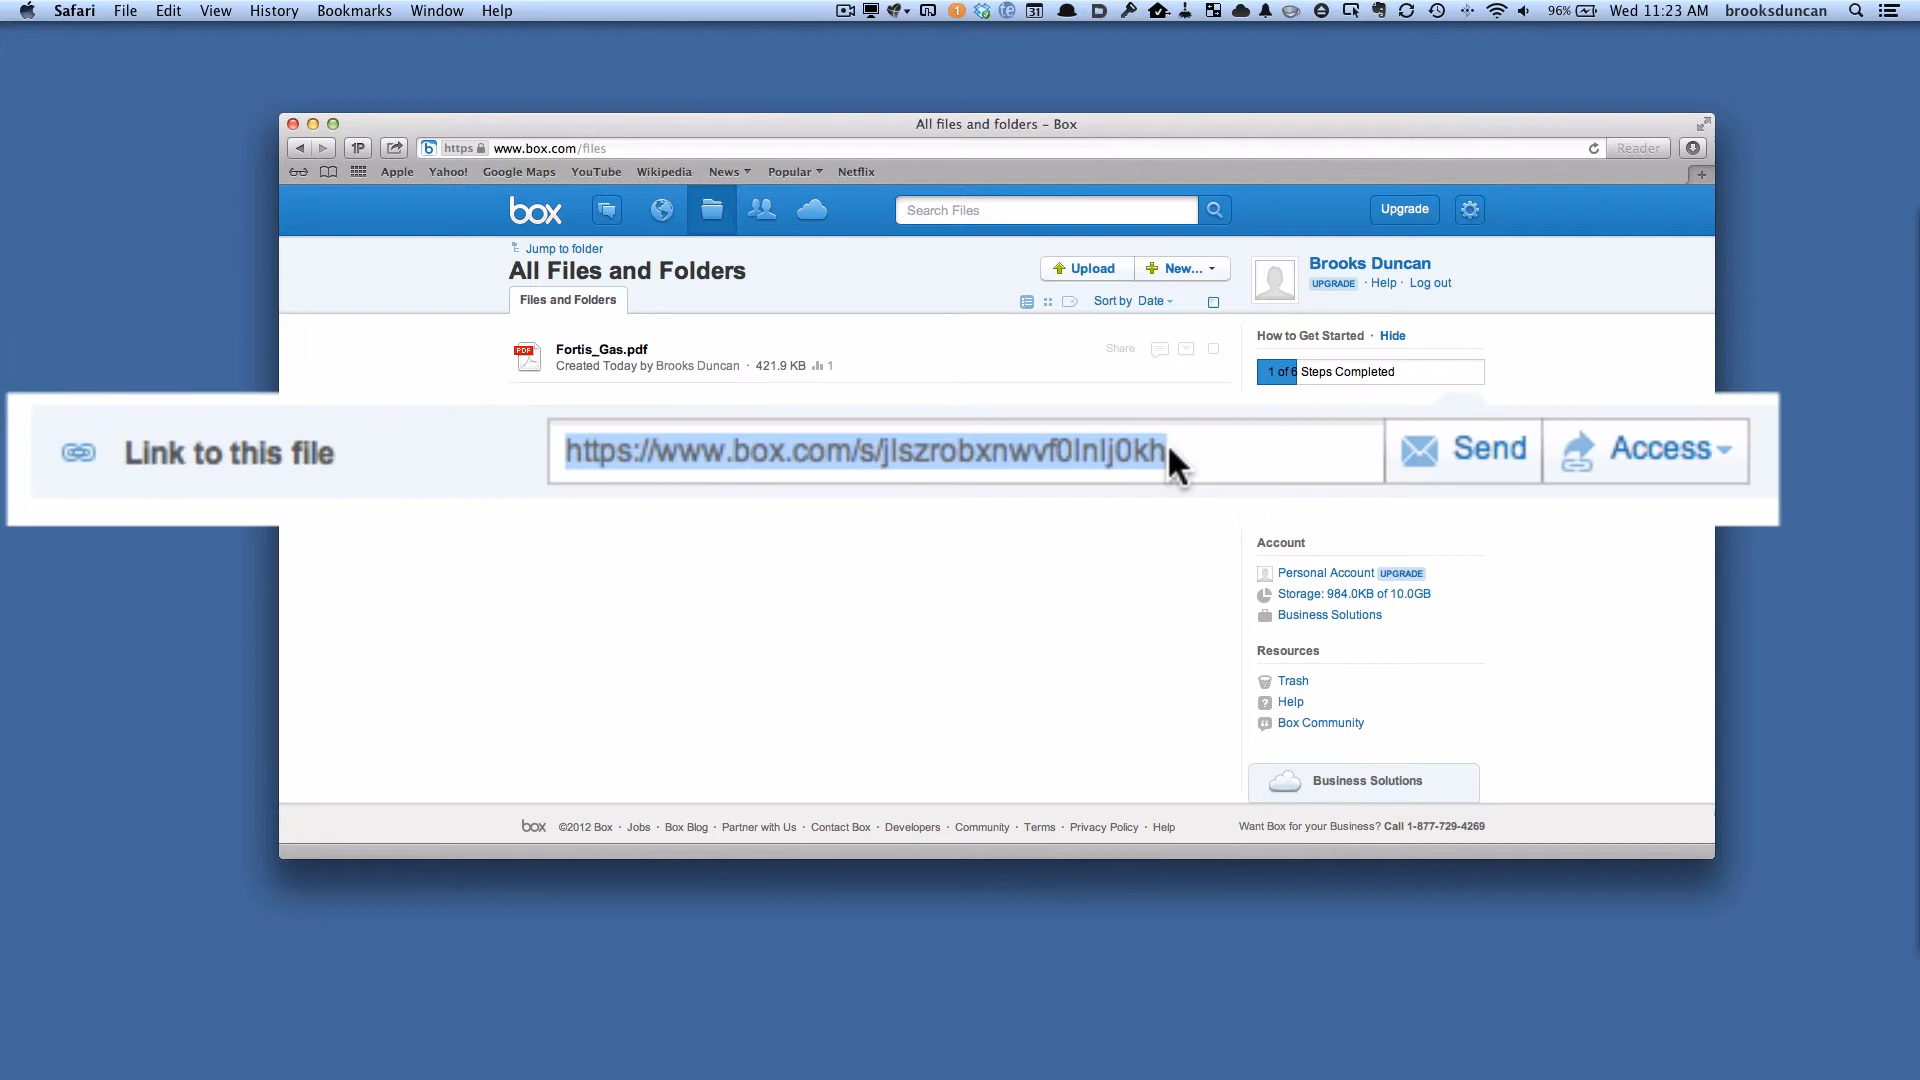 Safari File Edit View History Bookmarks Window Help
1 31 96% Wed 11:23 AM brooksduncan
All files and folders – Box
1P https www.box.com/files Reader
Apple Yahoo! Google Maps YouTube Wikipedia News Popular Netflix
box Search Files Upgrade
Jump to folder
All Files and Folders
Upload New...
Brooks Duncan
UPGRADE · Help · Log out
Files and Folders
Sort by Date
Fortis_Gas.pdf
Created Today by Brooks Duncan · 421.9 KB 1
Share
How to Get Started · Hide
1 of 6 Steps Completed
Link to this file
https://www.box.com/s/jlszrobxnwvf0lnlj0kh
Send
Access
Account
Personal Account UPGRADE
Storage: 984.0KB of 10.0GB
Business Solutions
Resources
Trash
Help
Box Community
Business Solutions
box ©2012 Box · Jobs · Box Blog · Partner with Us · Contact Box · Developers · Community · Terms · Privacy Policy · Help
Want Box for your Business? Call 1-877-729-4269